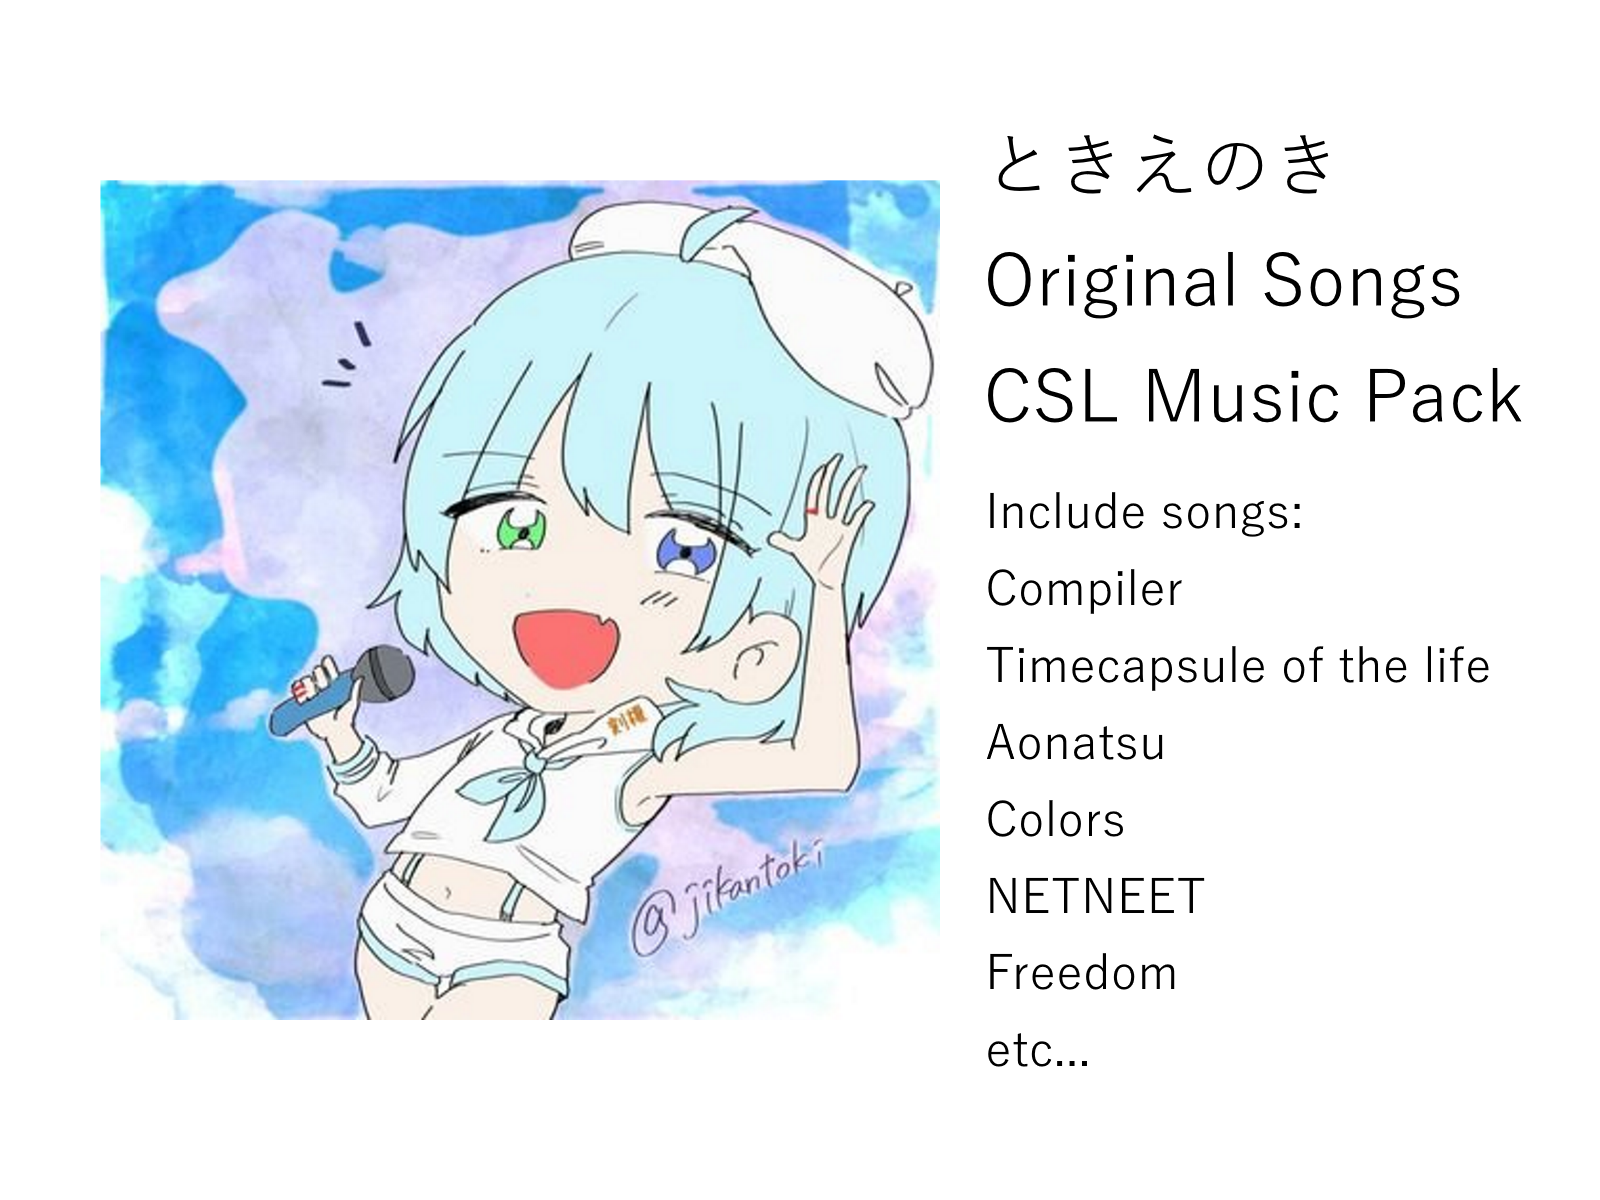 ときえのき
Original Songs
CSL Music Pack
Include songs:
Compiler
Timecapsule of the life
Aonatsu
Colors
NETNEET
Freedom
etc...
@jikantoki